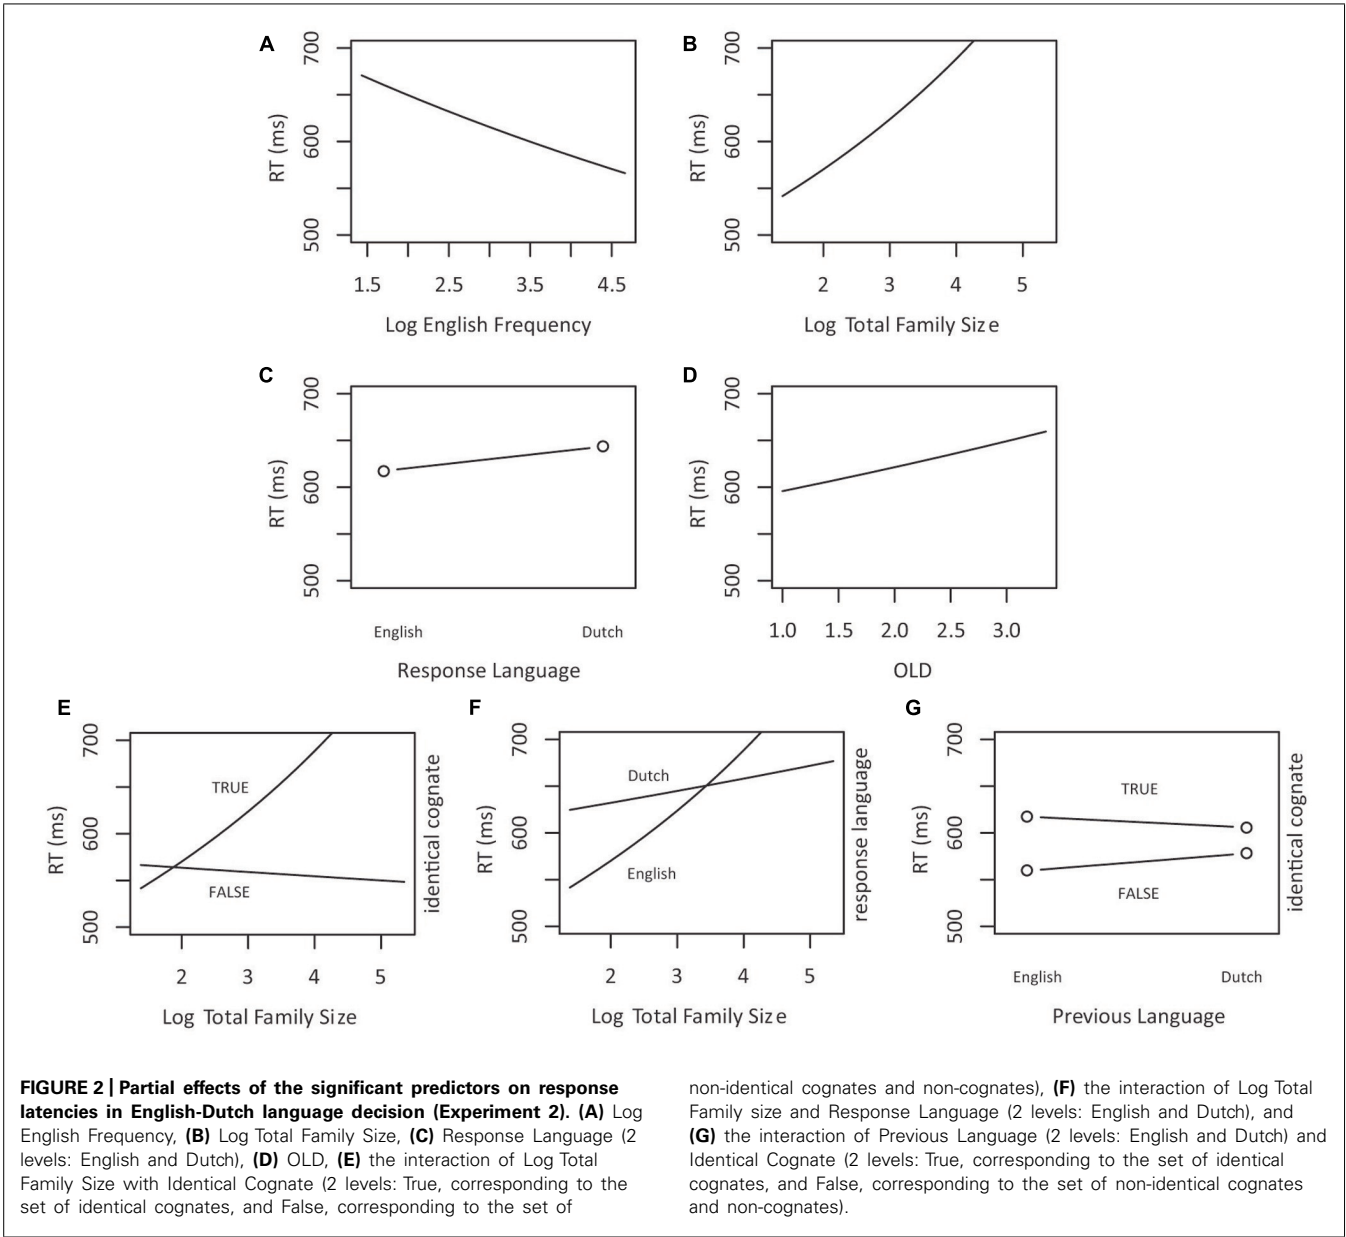 A
700
600
500
RT (ms)
1.5 2.5 3.5 4.5
Log English Frequency
B
700
600
500
RT (ms)
2 3 4 5
Log Total Family Size
C
700
600
500
RT (ms)
English Dutch
Response Language
D
700
600
500
RT (ms)
1.0 1.5 2.0 2.5 3.0
OLD
E
700
600
500
RT (ms)
TRUE
FALSE
identical cognate
2 3 4 5
Log Total Family Size
F
700
600
500
RT (ms)
Dutch
English
response language
2 3 4 5
Log Total Family Size
G
700
600
500
RT (ms)
TRUE
FALSE
identical cognate
English Dutch
Previous Language
FIGURE 2 | Partial effects of the significant predictors on response
latencies in English-Dutch language decision (Experiment 2). (A) Log
English Frequency, (B) Log Total Family Size, (C) Response Language (2
levels: English and Dutch), (D) OLD, (E) the interaction of Log Total
Family Size with Identical Cognate (2 levels: True, corresponding to the
set of identical cognates, and False, corresponding to the set of
non-identical cognates and non-cognates), (F) the interaction of Log Total
Family size and Response Language (2 levels: English and Dutch), and
(G) the interaction of Previous Language (2 levels: English and Dutch) and
Identical Cognate (2 levels: True, corresponding to the set of identical
cognates, and False, corresponding to the set of non-identical cognates
and non-cognates).